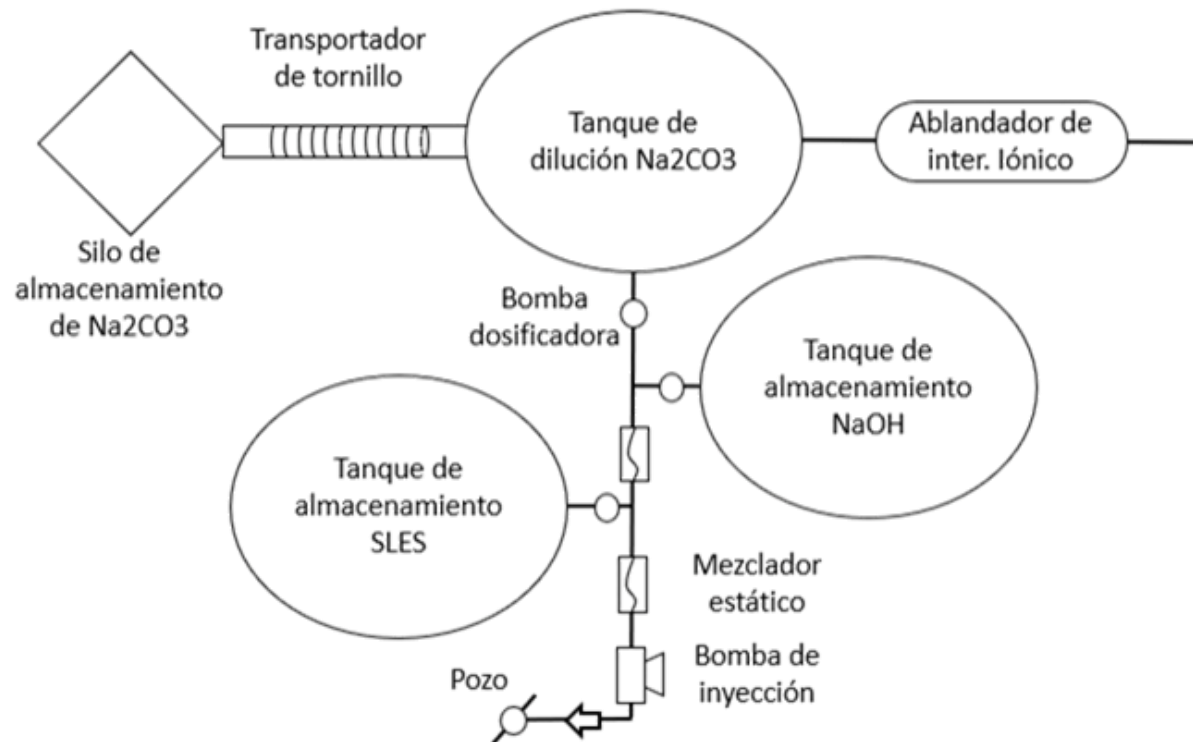 Transportador
de tornillo
Tanque de
dilución Na2CO3
Ablandador de
inter. Iónico
Silo de
almacenamiento
de Na2CO3
Bomba
dosificadora
Tanque de
almacenamiento
NaOH
Tanque de
almacenamiento
SLES
Mezclador
estático
Bomba de
inyección
Pozo